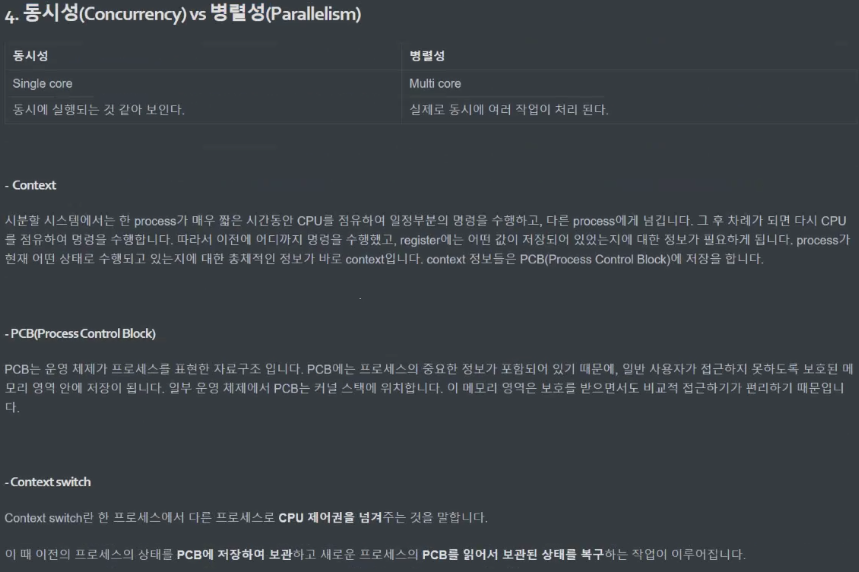 4. 동시성(Concurrency) vs 병렬성(Parallelism)
동시성 병렬성
Single core Multi core
동시에 실행되는 것 같아 보인다. 실제로 동시에 여러 작업이 처리 된다.
- Context
시분할 시스템에서는 한 process가 매우 짧은 시간동안 CPU를 점유하여 일정부분의 명령을 수행하고, 다른 process에게 넘깁니다. 그 후 차례가 되면 다시 CPU
를 점유하여 명령을 수행합니다. 따라서 이전에 어디까지 명령을 수행했고, register에는 어떤 값이 저장되어 있었는지에 대한 정보가 필요하게 됩니다. process가
현재 어떤 상태로 수행되고 있는지에 대한 총체적인 정보가 바로 context입니다. context 정보들은 PCB(Process Control Block)에 저장을 합니다.
.
- PCB(Process Control Block)
PCB는 운영 체제가 프로세스를 표현한 자료구조 입니다. PCB에는 프로세스의 중요한 정보가 포함되어 있기 때문에, 일반 사용자가 접근하지 못하도록 보호된 메
모리 영역 안에 저장이 됩니다. 일부 운영 체제에서 PCB는 커널 스택에 위치합니다. 이 메모리 영역은 보호를 받으면서도 비교적 접근하기가 편리하기 때문입니
다.
- Context switch
Context switch란 한 프로세스에서 다른 프로세스로 CPU 제어권을 넘겨주는 것을 말합니다.
이 때 이전의 프로세스의 상태를 PCB에 저장하여 보관하고 새로운 프로세스의 PCB를 읽어서 보관된 상태를 복구하는 작업이 이루어집니다.